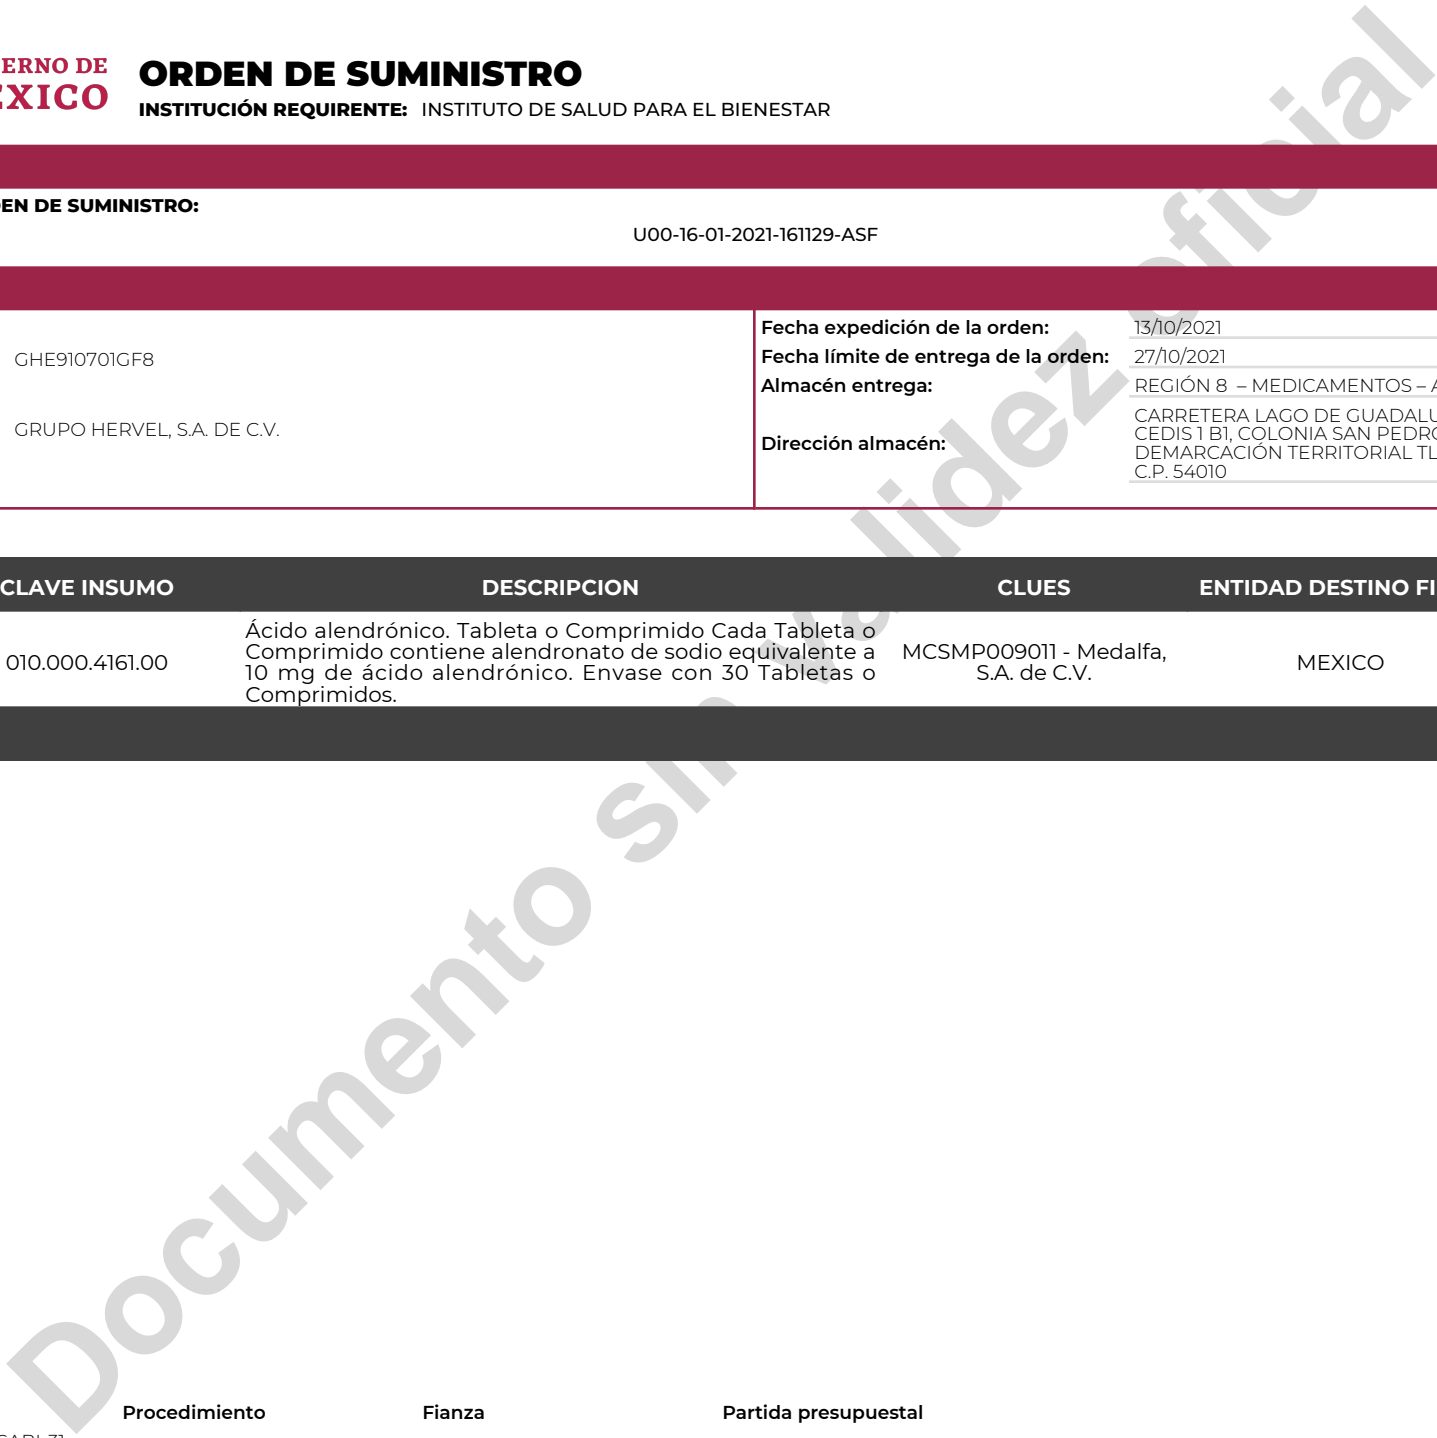 ERNO DE
EXICO
ORDEN DE SUMINISTRO
INSTITUCIÓN REQUIRENTE: INSTITUTO DE SALUD PARA EL BIENESTAR
EN DE SUMINISTRO:
U00-16-01-2021-161129-ASF
GHE910701GF8
GRUPO HERVEL, S.A. DE C.V.
Fecha expedición de la orden: 13/10/2021
Fecha límite de entrega de la orden: 27/10/2021
Almacén entrega: REGIÓN 8 – MEDICAMENTOS – A
Dirección almacén:
CARRETERA LAGO DE GUADALU
CEDIS 1 B1, COLONIA SAN PEDRO
DEMARCACIÓN TERRITORIAL TL
C.P. 54010
CLAVE INSUMO DESCRIPCION CLUES ENTIDAD DESTINO FI
010.000.4161.00
Ácido alendrónico. Tableta o Comprimido Cada Tableta o
Comprimido contiene alendronato de sodio equivalente a
10 mg de ácido alendrónico. Envase con 30 Tabletas o
Comprimidos.
MCSMP009011 - Medalfa,
S.A. de C.V.
MEXICO
Documento sin validez oficial
Procedimiento Fianza Partida presupuestal